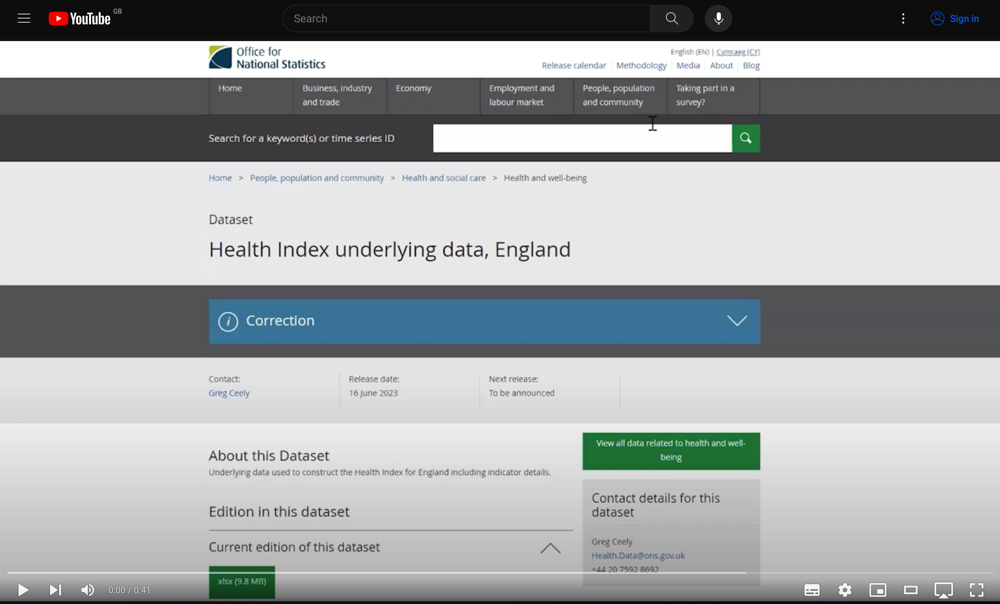 YouTube GB
Search
Sign in
Office for
National Statistics
English (EN) | Cymraeg (CY)
Release calendar
Methodology
Media
About
Blog
Home
Business, industry
and trade
Economy
Employment and
labour market
People, population
and community
Taking part in a
survey?
Search for a keyword(s) or time series ID
Home > People, population and community > Health and social care > Health and well-being
Dataset
Health Index underlying data, England
i Correction
Contact:
Greg Ceely
Release date:
16 June 2023
Next release:
To be announced
About this Dataset
Underlying data used to construct the Health Index for England including indicator details.
Edition in this dataset
Current edition of this dataset
xlsx (9.8 MB)
View all data related to health and well-
being
Contact details for this
dataset
Greg Ceely
Health.Data@ons.gov.uk
+44 20 7592 8692
0:00 / 0:41